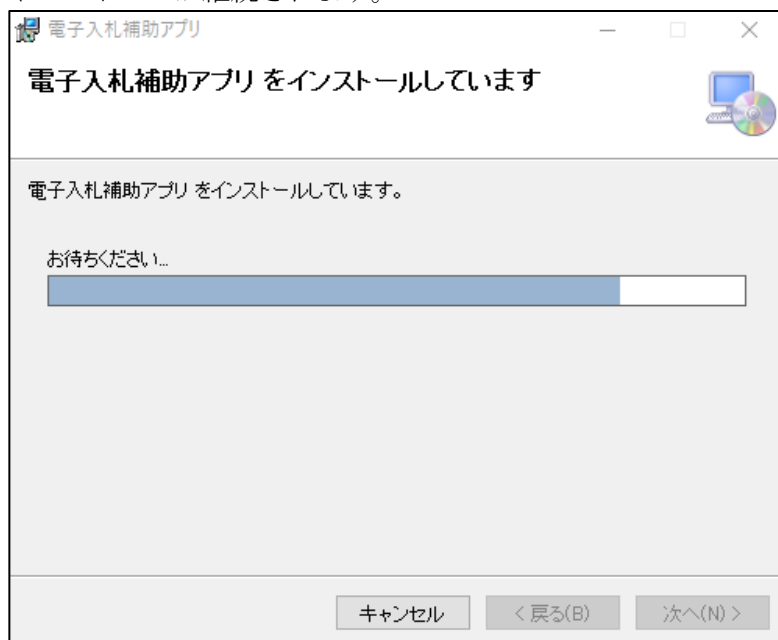 電子入札補助アプリ
電子入札補助アプリ をインストールしています
電子入札補助アプリ をインストールしています。
お待ちください...
キャンセル
< 戻る(B)
次へ(N) >